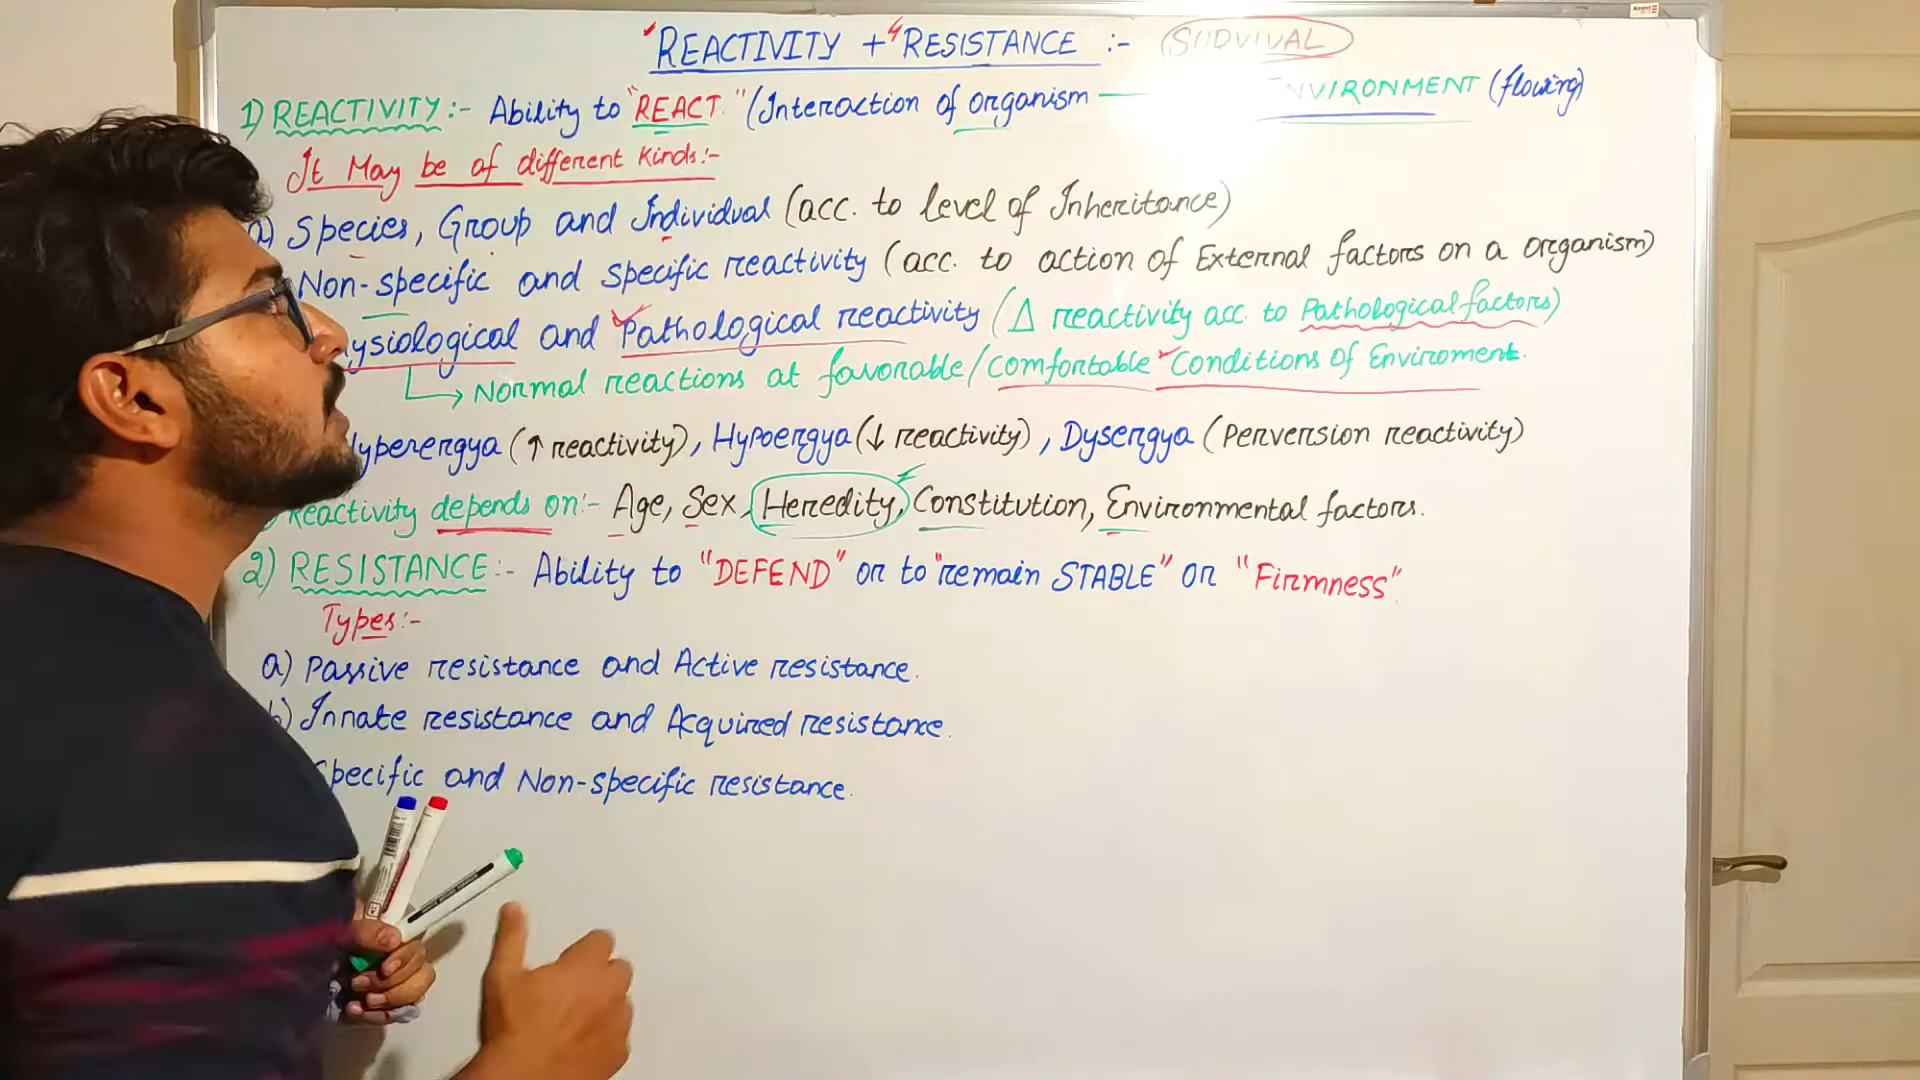 REACTIVITY + RESISTANCE :- SURVIVAL
1) REACTIVITY :- Ability to "REACT" (Interaction of organism — NVIRONMENT (flowing)
It May be of different Kinds:-
a) Species, Group and Individual (acc. to level of Inheritance)
Non-specific and specific reactivity (acc. to action of External factors on a organism)
ysiological and Pathological reactivity (Δ reactivity acc. to Pathological factors)
→ Normal reactions at favorable/comfortable Conditions of Enviroment.
Hyperergya (↑ reactivity), Hypoergya (↓ reactivity), Dysergya (Perversion reactivity)
Reactivity depends on:- Age, Sex, Heredity, Constitution, Environmental factors.
2) RESISTANCE:- Ability to "DEFEND" or to "remain STABLE" or "Firmness".
Types:-
a) Passive resistance and Active resistance.
b) Innate resistance and Acquired resistance.
Specific and Non-specific resistance.